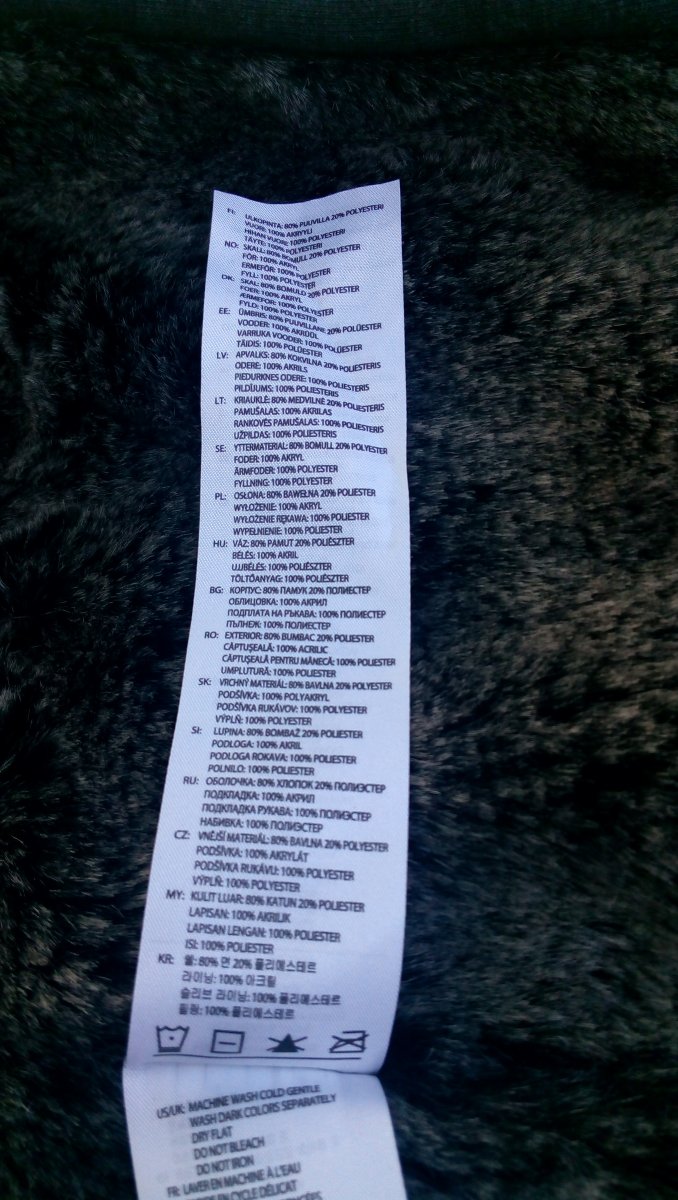 FI: ULKOPINTA: 80% PUUVILLA 20% POLYESTERI
VUORI: 100% AKRYYLI
HIHAN VUORI: 100% POLYESTERI
TÄYTE: 100% POLYESTERI
NO: SKALL: 80% BOMULL 20% POLYESTER
FÔR: 100% AKRYL
ERMEFÔR: 100% POLYESTER
FYLL: 100% POLYESTER
DK: SKAL: 80% BOMULD 20% POLYESTER
FOER: 100% AKRYL
ÆRMEFOR: 100% POLYESTER
FYLD: 100% POLYESTER
EE: ÜMBRIS: 80% PUUVILLANE 20% POLÜESTER
VOODER: 100% AKRÜÜL
VARRUKA VOODER: 100% POLÜESTER
TÄIDIS: 100% POLÜESTER
LV: APVALKS: 80% KOKVILNA 20% POLIESTERIS
ODERE: 100% AKRILS
PIEDURKNES ODERE: 100% POLIESTERIS
PILDĪJUMS: 100% POLIESTERIS
LT: KRIAUKLĖ: 80% MEDVILNĖ 20% POLIESTERIS
PAMUŠALAS: 100% AKRILAS
RANKOVĖS PAMUŠALAS: 100% POLIESTERIS
UŽPILDAS: 100% POLIESTERIS
SE: YTTERMATERIAL: 80% BOMULL 20% POLYESTER
FODER: 100% AKRYL
ÄRMFODER: 100% POLYESTER
FYLLNING: 100% POLYESTER
PL: OSŁONA: 80% BAWEŁNA 20% POLIESTER
WYŁOŻENIE: 100% AKRYL
WYŁOŻENIE RĘKAWA: 100% POLIESTER
WYPEŁNIENIE: 100% POLIESTER
HU: VÁZ: 80% PAMUT 20% POLIÉSZTER
BÉLÉS: 100% AKRIL
UJJBÉLÉS: 100% POLIÉSZTER
TÖLTŐANYAG: 100% POLIÉSZTER
BG: КОРПУС: 80% ПАМУК 20% ПОЛИЕСТЕР
ОБЛИЦОВКА: 100% АКРИЛ
ПОДПЛАТА НА РЪКАВА: 100% ПОЛИЕСТЕР
ПЪЛНЕЖ: 100% ПОЛИЕСТЕР
RO: EXTERIOR: 80% BUMBAC 20% POLIESTER
CĂPTUŞEALĂ: 100% ACRILIC
CĂPTUŞEALĂ PENTRU MÂNECĂ: 100% POLIESTER
UMPLUTURĂ: 100% POLIESTER
SK: VRCHNÝ MATERIÁL: 80% BAVLNA 20% POLYESTER
PODŠÍVKA: 100% POLYAKRYL
PODŠÍVKA RUKÁVOV: 100% POLYESTER
VÝPLŇ: 100% POLYESTER
SI: LUPINA: 80% BOMBAŽ 20% POLIESTER
PODLOGA: 100% AKRIL
PODLOGA ROKAVA: 100% POLIESTER
POLNILO: 100% POLIESTER
RU: ОБОЛОЧКА: 80% ХЛОПОК 20% ПОЛИЭСТЕР
ПОДКЛАДКА: 100% АКРИЛ
ПОДКЛАДКА РУКАВА: 100% ПОЛИЭСТЕР
НАБИВКА: 100% ПОЛИЭСТЕР
CZ: VNĚJŠÍ MATERIÁL: 80% BAVLNA 20% POLYESTER
PODŠÍVKA: 100% AKRYLÁT
PODŠÍVKA RUKÁVU: 100% POLYESTER
VÝPLŇ: 100% POLYESTER
MY: KULIT LUAR: 80% KATUN 20% POLIESTER
LAPISAN: 100% AKRILIK
LAPISAN LENGAN: 100% POLIESTER
ISI: 100% POLIESTER
KR: 쉘: 80% 면 20% 폴리에스테르
라이닝: 100% 아크릴
슬리브 라이닝: 100% 폴리에스테르
필링: 100% 폴리에스테르
US/UK: MACHINE WASH COLD GENTLE
WASH DARK COLORS SEPARATELY
DRY FLAT
DO NOT BLEACH
DO NOT IRON
FR: LAVER EN MACHINE À L'EAU
EN CYCLE DÉLICAT